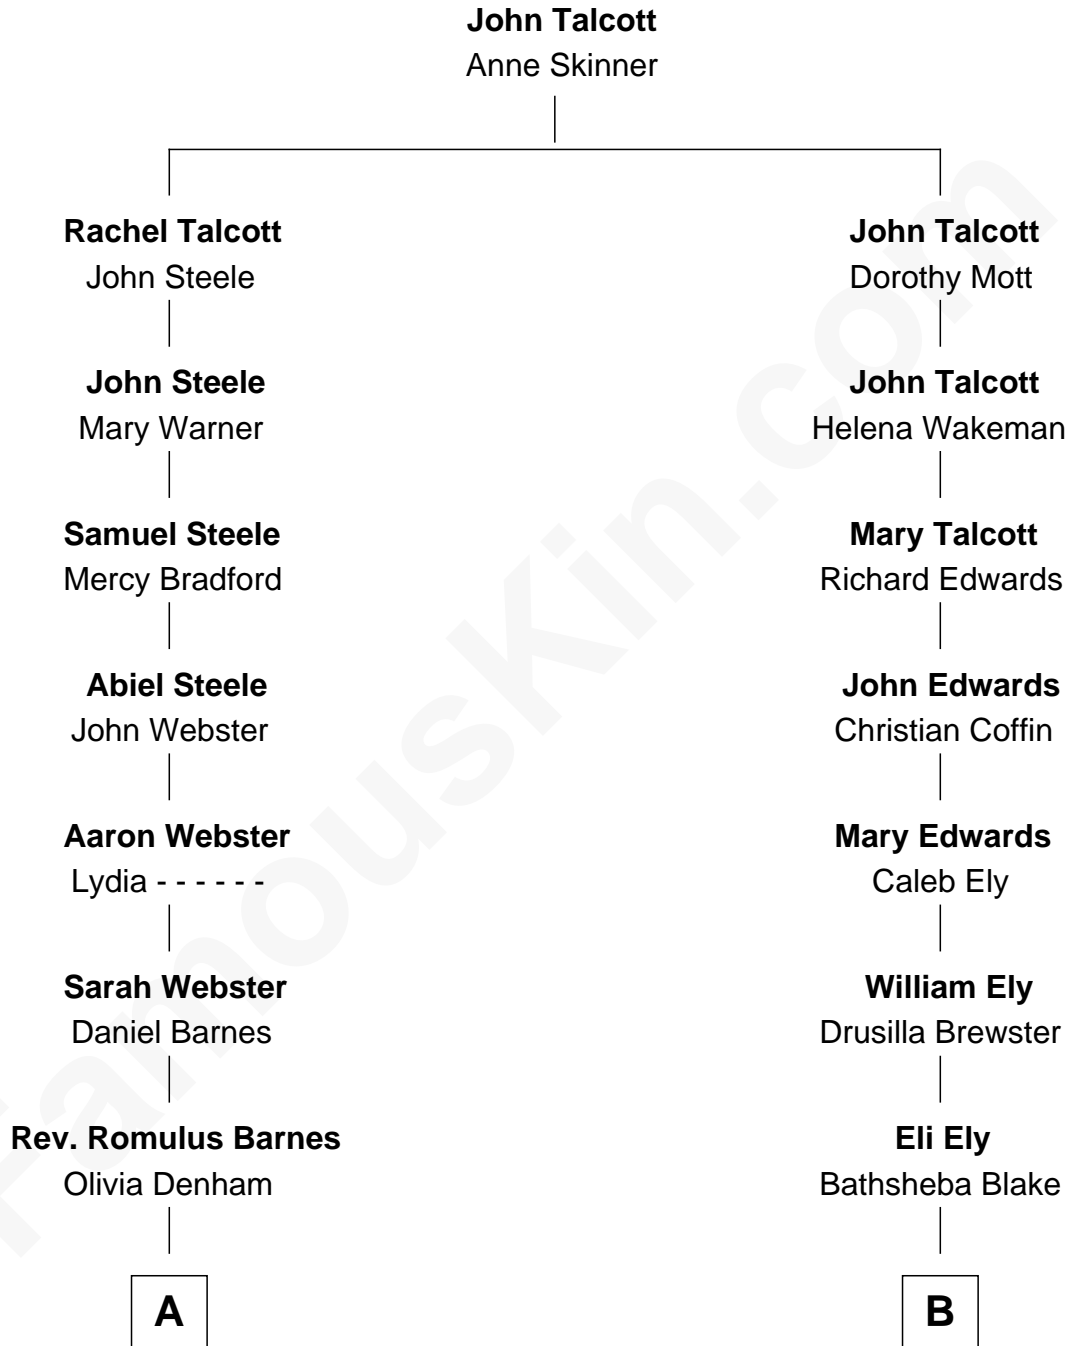 John Talcott
Anne Skinner
Rachel Talcott
John Steele
John Talcott
Dorothy Mott
John Steele
Mary Warner
John Talcott
Helena Wakeman
Samuel Steele
Mercy Bradford
Mary Talcott
Richard Edwards
Abiel Steele
John Webster
John Edwards
Christian Coffin
Aaron Webster
Lydia - - - - - -
Mary Edwards
Caleb Ely
Sarah Webster
Daniel Barnes
William Ely
Drusilla Brewster
Rev. Romulus Barnes
Olivia Denham
Eli Ely
Bathsheba Blake
A
B
FamousKin.com